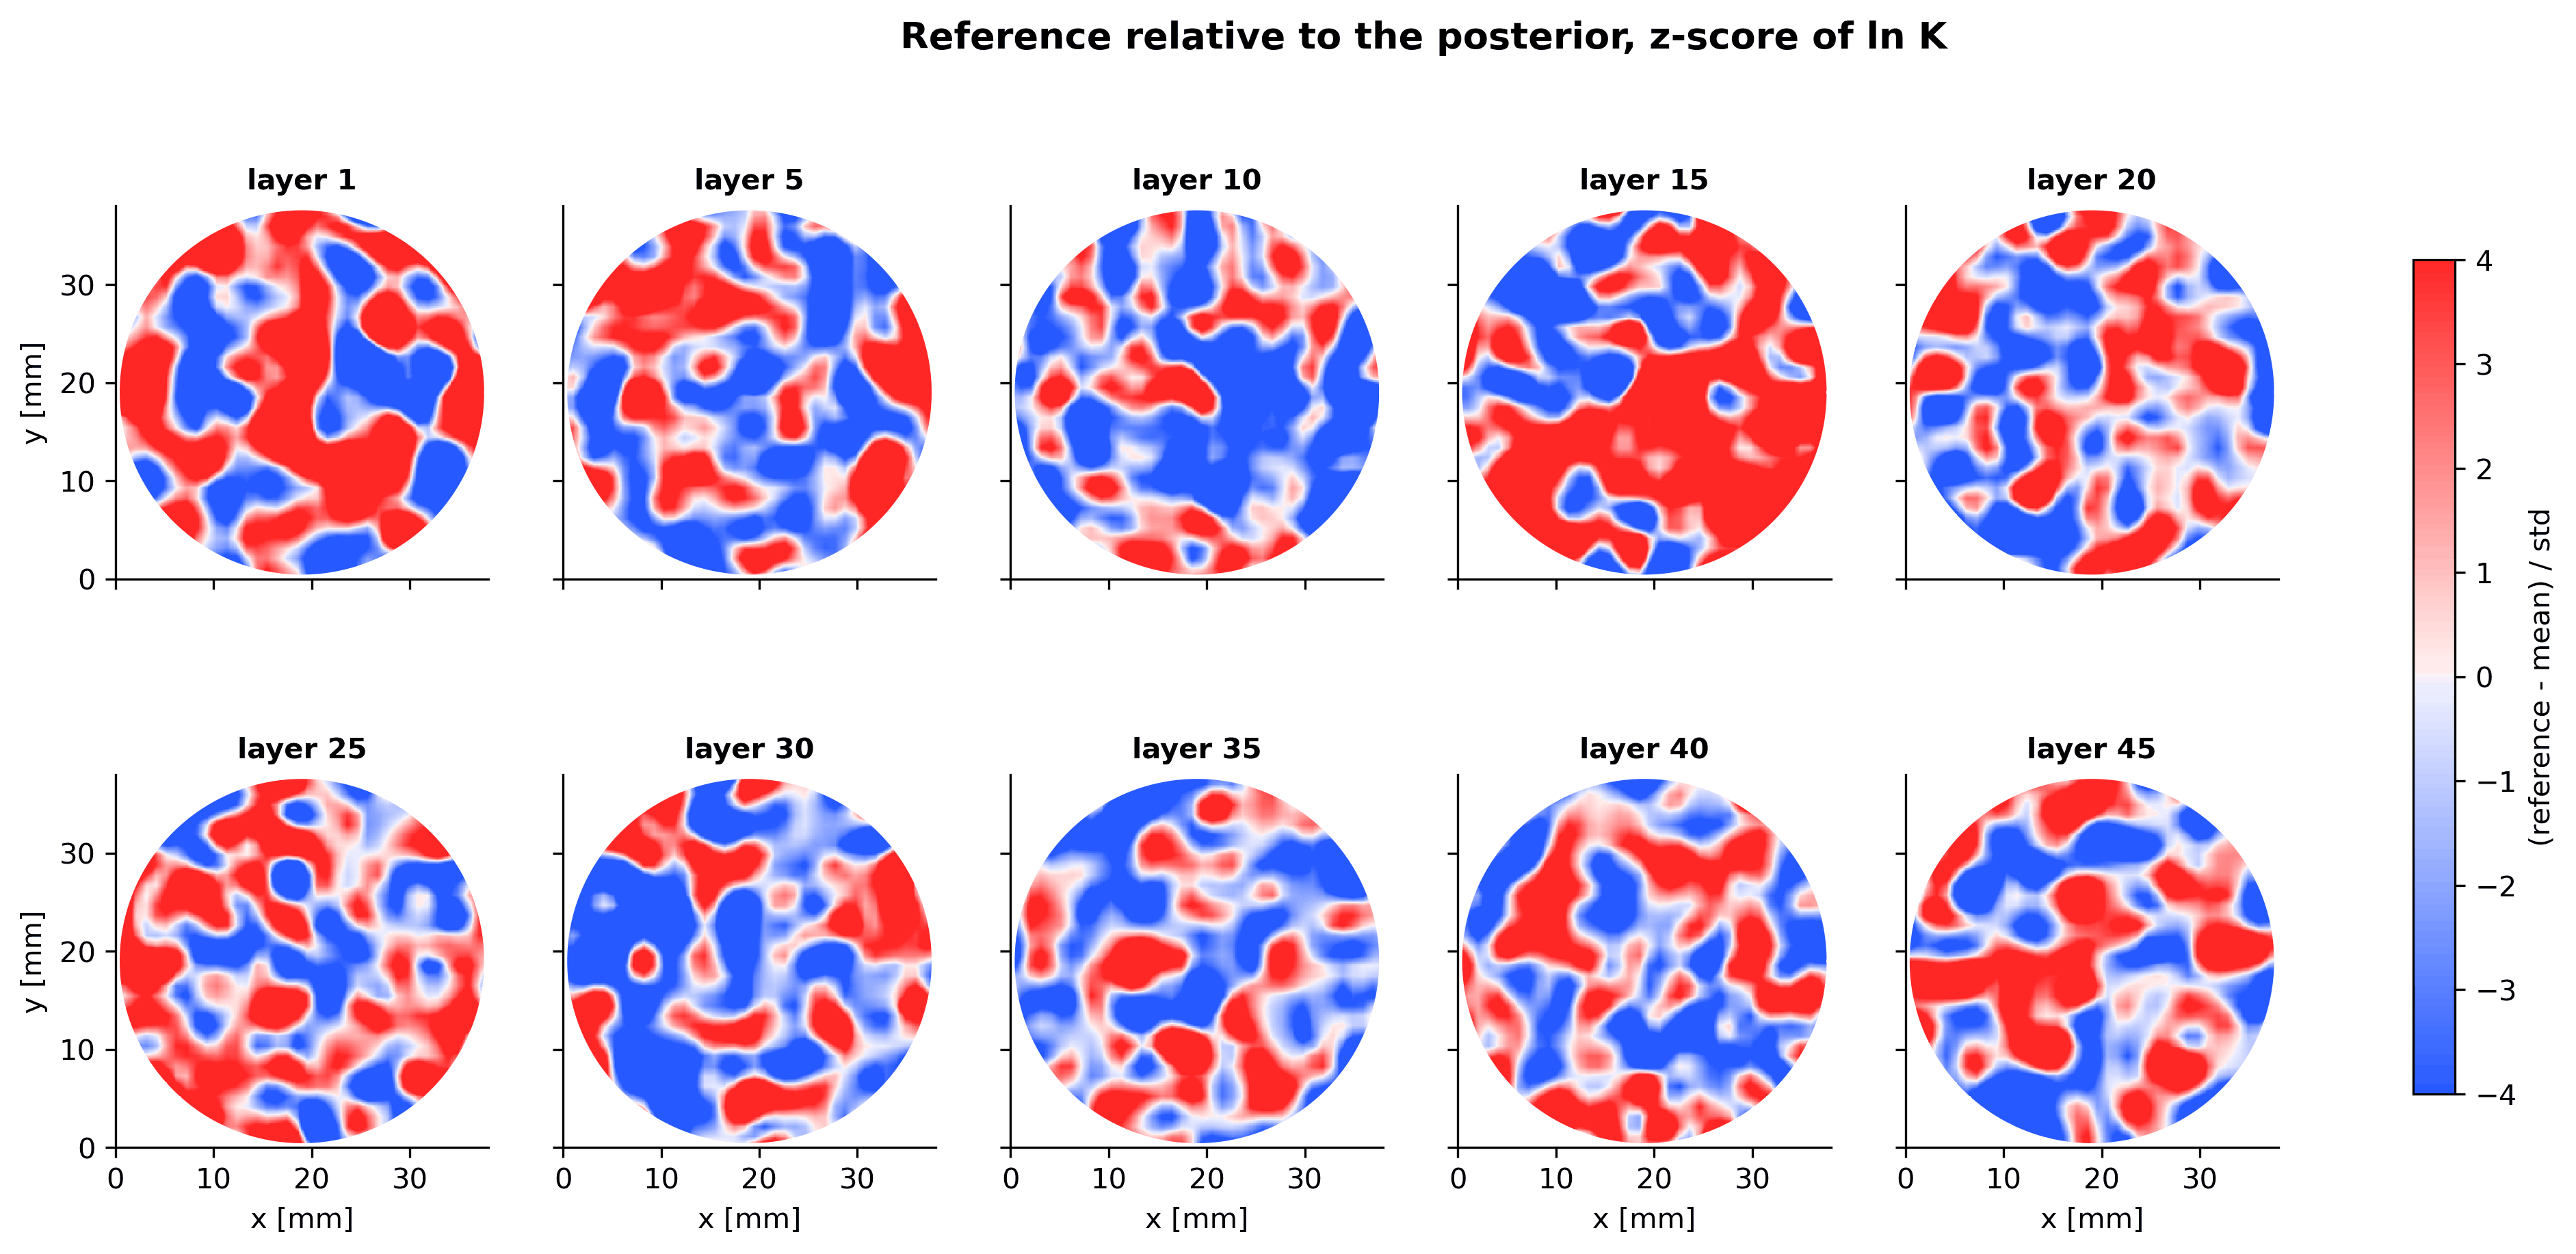 Reference relative to the posterior, z-score of ln K
layer 1
layer 5
layer 10
layer 15
layer 20
y [mm]
30
20
10
0
layer 25
layer 30
layer 35
layer 40
layer 45
y [mm]
30
20
10
0
0 10 20 30
0 10 20 30
0 10 20 30
0 10 20 30
0 10 20 30
x [mm]
x [mm]
x [mm]
x [mm]
x [mm]
4
3
2
1
0
−1
−2
−3
−4
(reference - mean) / std